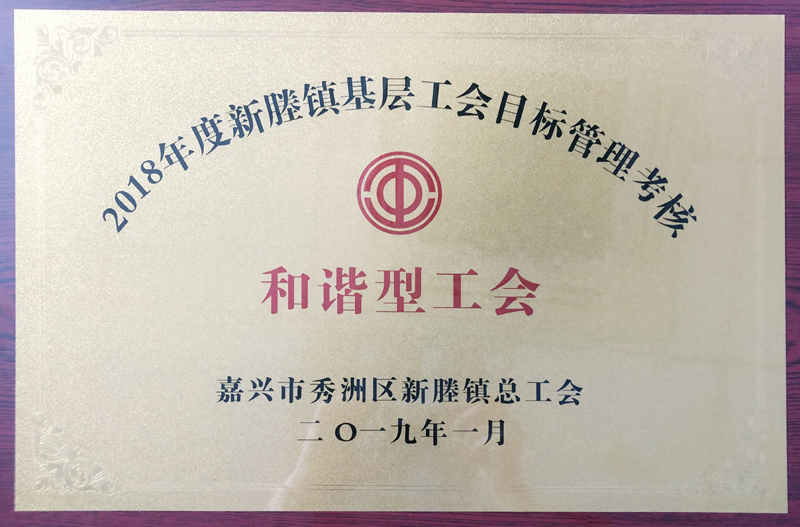 2018年度新塍镇基层工会目标管理考核
和谐型工会
嘉兴市秀洲区新塍镇总工会
二〇一九年一月